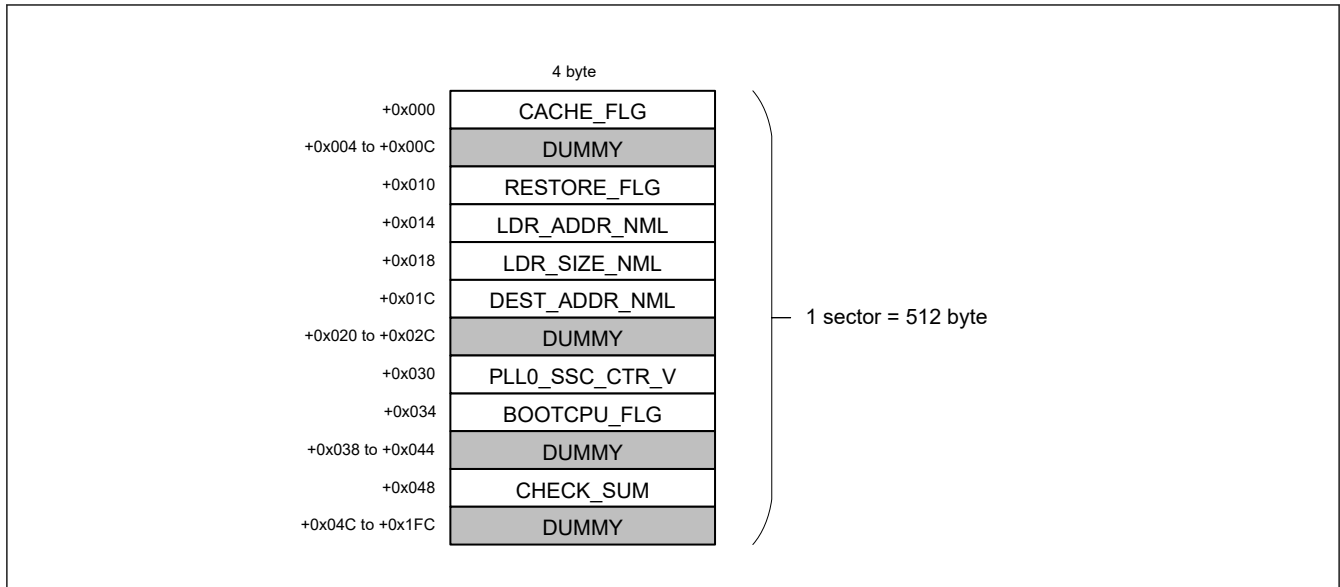 4 byte
+0x000 CACHE_FLG
+0x004 to +0x00C DUMMY
+0x010 RESTORE_FLG
+0x014 LDR_ADDR_NML
+0x018 LDR_SIZE_NML
+0x01C DEST_ADDR_NML
+0x020 to +0x02C DUMMY
+0x030 PLL0_SSC_CTR_V
+0x034 BOOTCPU_FLG
+0x038 to +0x044 DUMMY
+0x048 CHECK_SUM
+0x04C to +0x1FC DUMMY
1 sector = 512 byte